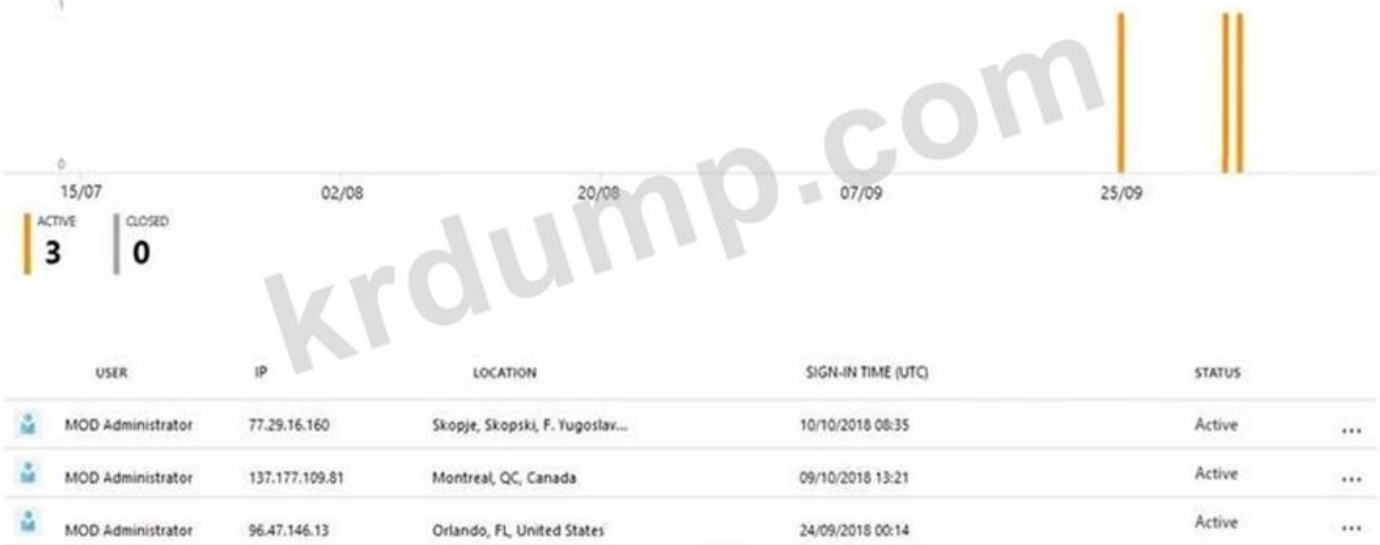 1
0
15/07 02/08 20/08 07/09 25/09
ACTIVE CLOSED
3 0
krdump.com
USER IP LOCATION SIGN-IN TIME (UTC) STATUS
MOD Administrator 77.29.16.160 Skopje, Skopski, F. Yugoslav... 10/10/2018 08:35 Active ...
MOD Administrator 137.177.109.81 Montreal, QC, Canada 09/10/2018 13:21 Active ...
MOD Administrator 96.47.146.13 Orlando, FL, United States 24/09/2018 00:14 Active ...